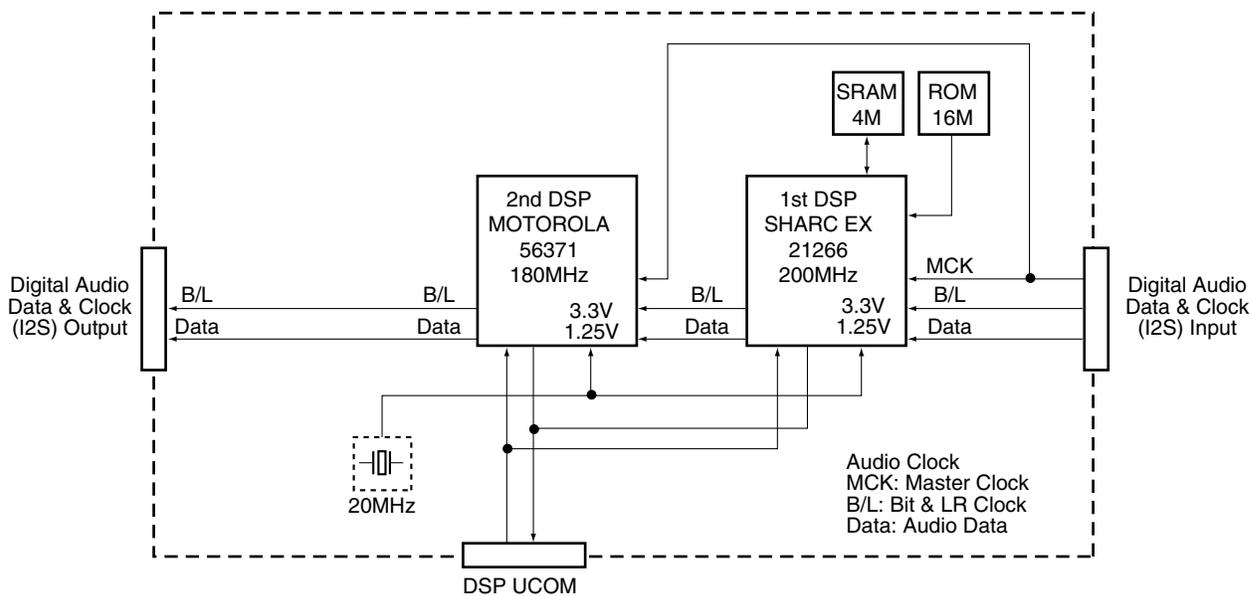 SRAM
4M
ROM
16M
2nd DSP
MOTOROLA
56371
180MHz
3.3V
1.25V
1st DSP
SHARC EX
21266
200MHz
3.3V
1.25V
MCK
B/L
Data
B/L
Data
B/L
Data
B/L
Data
Digital Audio
Data & Clock
(I2S) Output
Digital Audio
Data & Clock
(I2S) Input
20MHz
Audio Clock
MCK: Master Clock
B/L: Bit & LR Clock
Data: Audio Data
DSP UCOM